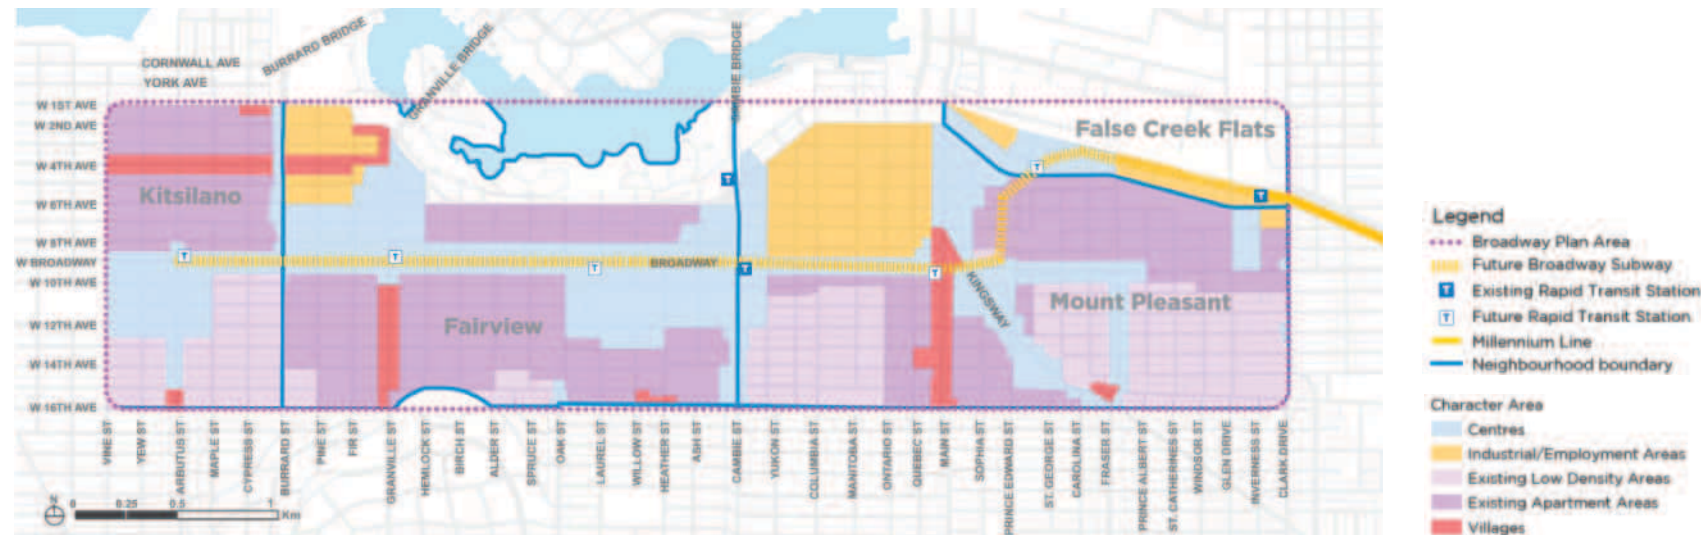 CORNWALL AVE
YORK AVE
BURRARD BRIDGE
GRANVILLE BRIDGE
CAMBIE BRIDGE
W 1ST AVE
W 2ND AVE
W 4TH AVE
W 6TH AVE
W 8TH AVE
W BROADWAY
W 10TH AVE
W 12TH AVE
W 14TH AVE
W 16TH AVE
False Creek Flats
Kitsilano
BROADWAY
KINGSWAY
Mount Pleasant
Fairview
T
T
T
T
T
T
T
T
VINE ST
YEW ST
ARBUTUS ST
MAPLE ST
CYPRESS ST
BURRARD ST
PINE ST
FIR ST
GRANVILLE ST
HEMLOCK ST
BIRCH ST
ALDER ST
SPRUCE ST
OAK ST
LAUREL ST
WILLOW ST
HEATHER ST
ASH ST
CAMBIE ST
YUKON ST
COLUMBIA ST
MANITOBA ST
ONTARIO ST
QUEBEC ST
MAIN ST
SOPHIA ST
PRINCE EDWARD ST
ST. GEORGE ST
CAROLINA ST
FRASER ST
PRINCE ALBERT ST
ST. CATHERINES ST
WINDSOR ST
GLEN DRIVE
INVERNESS ST
CLARK DRIVE
0 0.25 0.5 1
Km
Legend
Broadway Plan Area
Future Broadway Subway
T Existing Rapid Transit Station
T Future Rapid Transit Station
Millennium Line
Neighbourhood boundary
Character Area
Centres
Industrial/Employment Areas
Existing Low Density Areas
Existing Apartment Areas
Villages